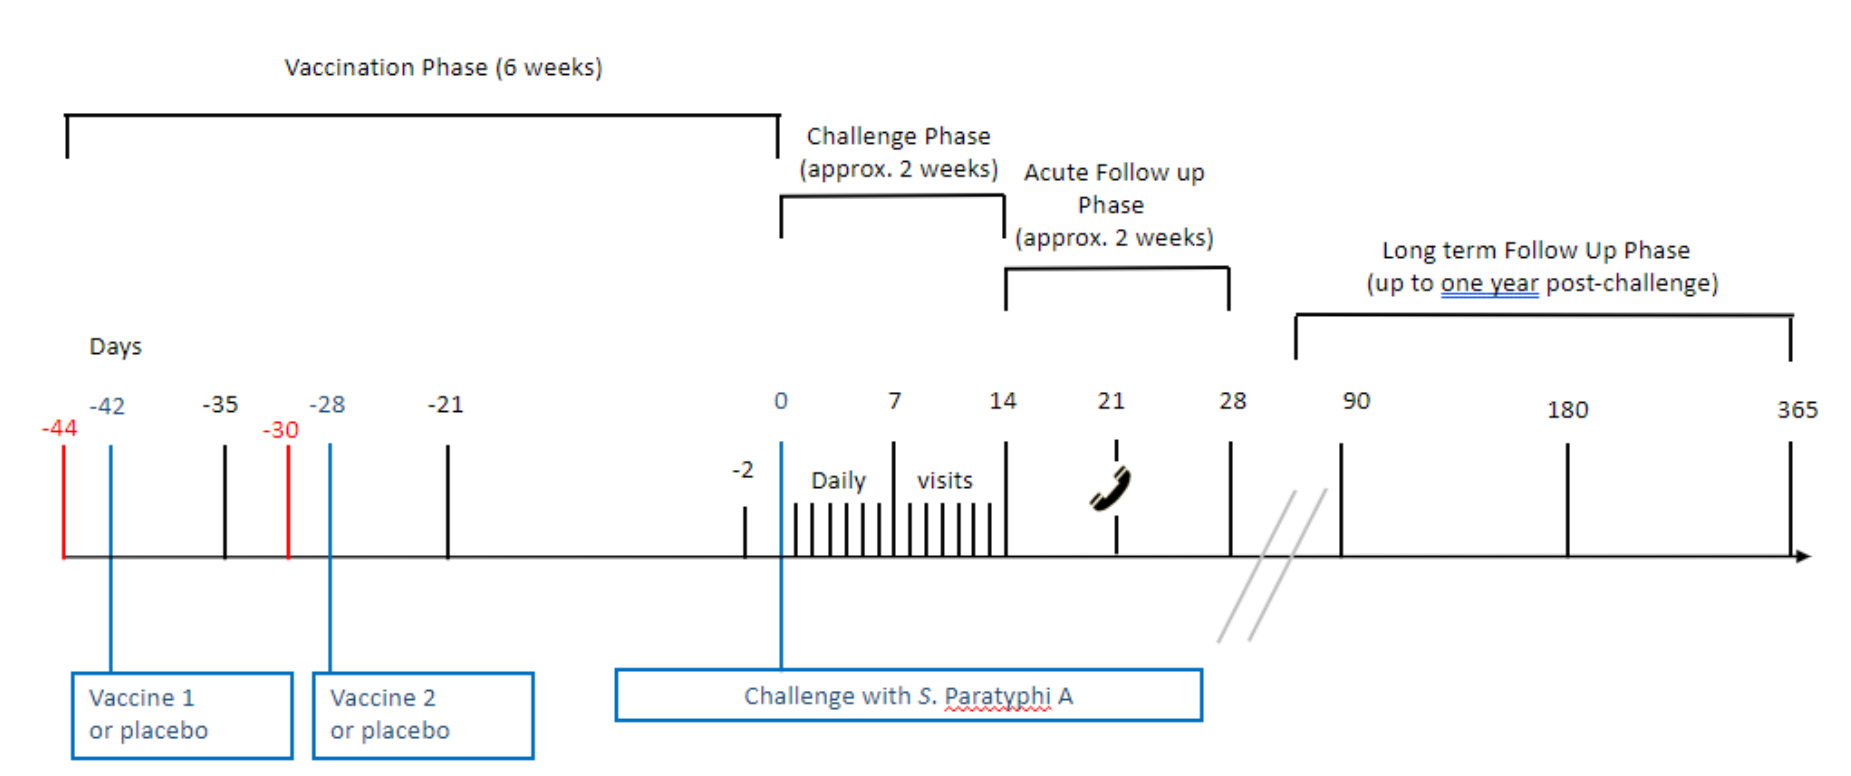 Vaccination Phase (6 weeks)
Challenge Phase
(approx. 2 weeks)
Acute Follow up
Phase
(approx. 2 weeks)
Long term Follow Up Phase
(up to one year post-challenge)
Days
-44
-42
-35
-30
-28
-21
-2
0
7
14
21
28
90
180
365
Daily visits
Vaccine 1
or placebo
Vaccine 2
or placebo
Challenge with S. Paratyphi A